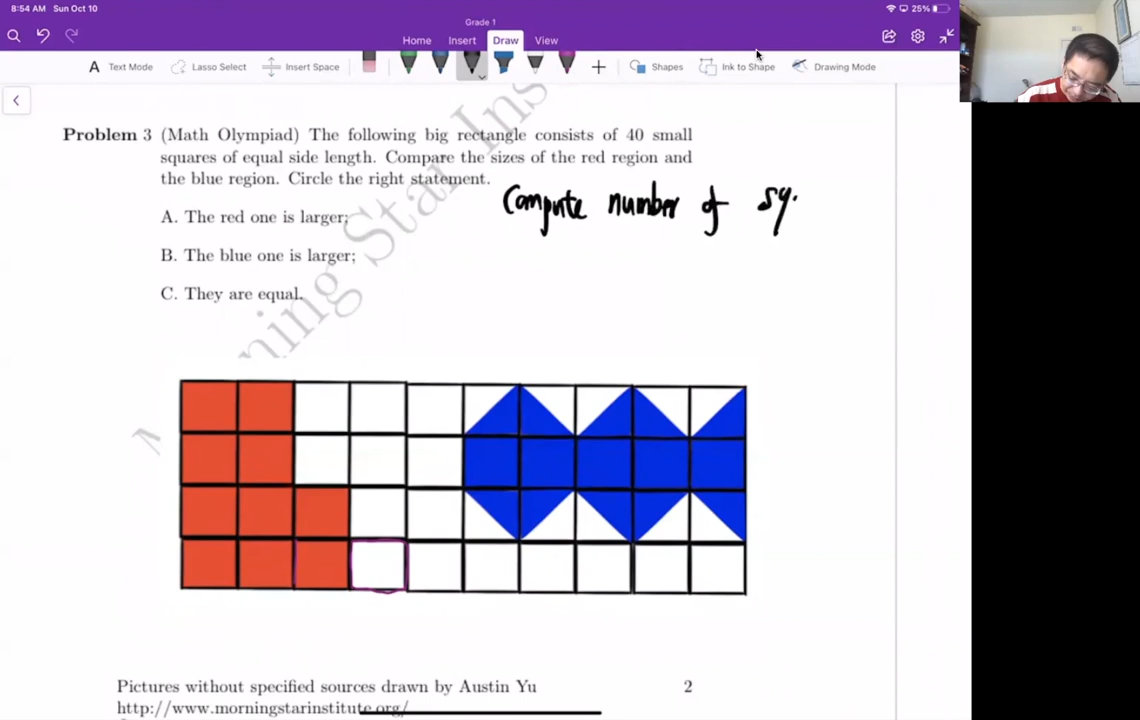 8:54 AM Sun Oct 10
25%
Grade 1
Home Insert Draw View
A Text Mode Lasso Select Insert Space Shapes Ink to Shape Drawing Mode
Problem 3 (Math Olympiad) The following big rectangle consists of 40 small
squares of equal side length. Compare the sizes of the red region and
the blue region. Circle the right statement.
Compute number of sq.
A. The red one is larger;
B. The blue one is larger;
C. They are equal.
Pictures without specified sources drawn by Austin Yu
2
http://www.morningstarinstitute.org/